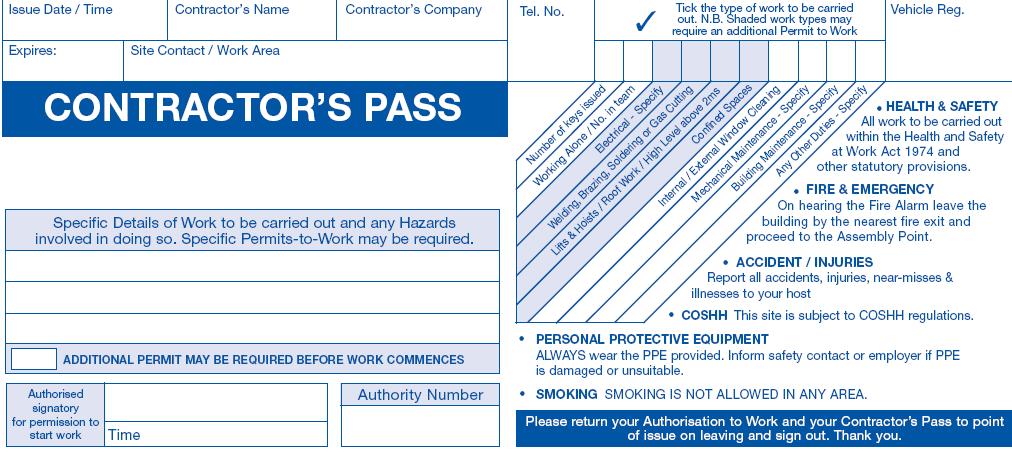 Issue Date / Time
Contractor's Name
Contractor's Company
Expires:
Site Contact / Work Area
CONTRACTOR'S PASS
Specific Details of Work to be carried out and any Hazards
involved in doing so. Specific Permits-to-Work may be required.
ADDITIONAL PERMIT MAY BE REQUIRED BEFORE WORK COMMENCES
Authorised
signatory
for permission to
start work
Time
Authority Number
Tel. No.
✓
Tick the type of work to be carried
out. N.B. Shaded work types may
require an additional Permit to Work
Vehicle Reg.
Number of keys issued
Working Alone / No. in team
Electrical - Specify
Welding, Brazing, Soldering or Gas Cutting
Lifts & Hoists / Roof Work / High Level above 2ms
Confined Spaces
Internal / External Window Cleaning
Mechanical Maintenance - Specify
Building Maintenance - Specify
Any Other Duties - Specify
• HEALTH & SAFETY
All work to be carried out
within the Health and Safety
at Work Act 1974 and
other statutory provisions.
• FIRE & EMERGENCY
On hearing the Fire Alarm leave the
building by the nearest fire exit and
proceed to the Assembly Point.
• ACCIDENT / INJURIES
Report all accidents, injuries, near-misses &
illnesses to your host
• COSHH This site is subject to COSHH regulations.
• PERSONAL PROTECTIVE EQUIPMENT
ALWAYS wear the PPE provided. Inform safety contact or employer if PPE
is damaged or unsuitable.
• SMOKING SMOKING IS NOT ALLOWED IN ANY AREA.
Please return your Authorisation to Work and your Contractor's Pass to point
of issue on leaving and sign out. Thank you.